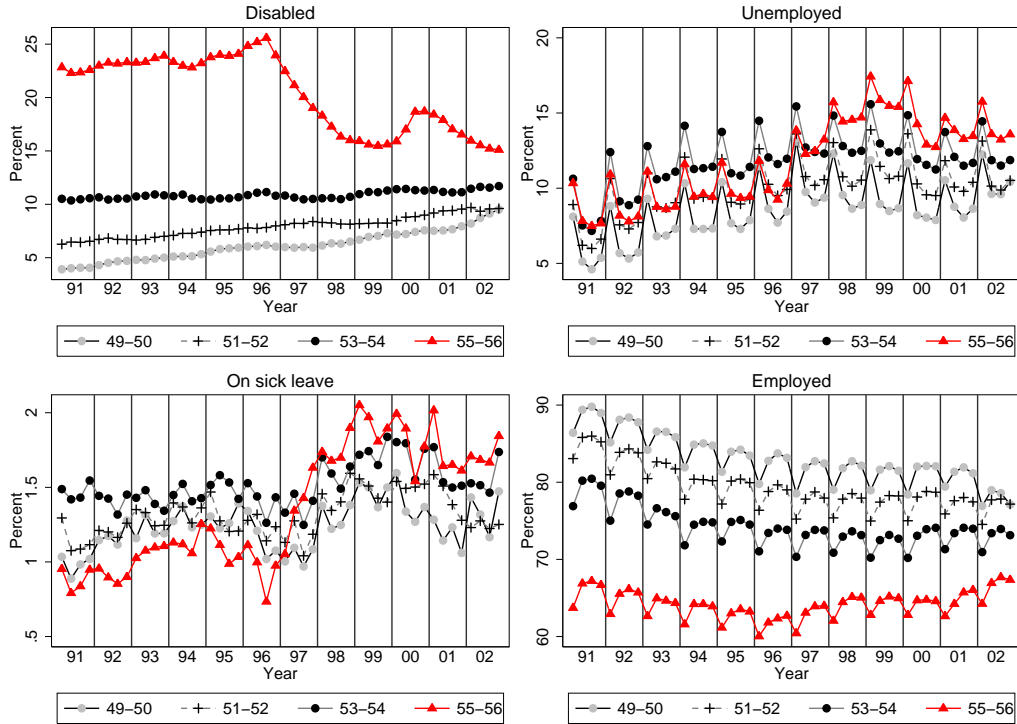 Disabled
Percent
25
20
15
10
5
91 92 93 94 95 96 97 98 99 00 01 02
Year
49−50 51−52 53−54 55−56
Unemployed
Percent
20
15
10
5
91 92 93 94 95 96 97 98 99 00 01 02
Year
49−50 51−52 53−54 55−56
On sick leave
Percent
2
1.5
1
.5
91 92 93 94 95 96 97 98 99 00 01 02
Year
49−50 51−52 53−54 55−56
Employed
Percent
90
80
70
60
91 92 93 94 95 96 97 98 99 00 01 02
Year
49−50 51−52 53−54 55−56